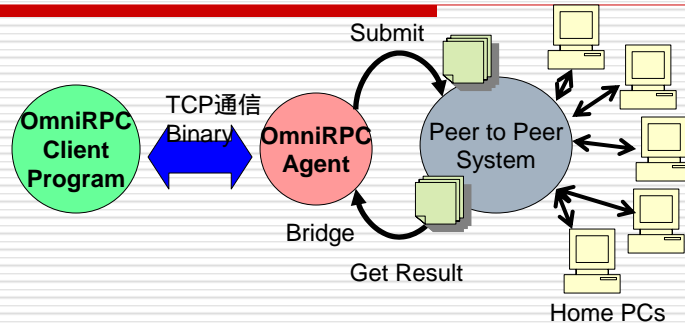 Submit
TCP通信
Binary
OmniRPC
Client
Program
OmniRPC
Agent
Peer to Peer
System
Bridge
Get Result
Home PCs